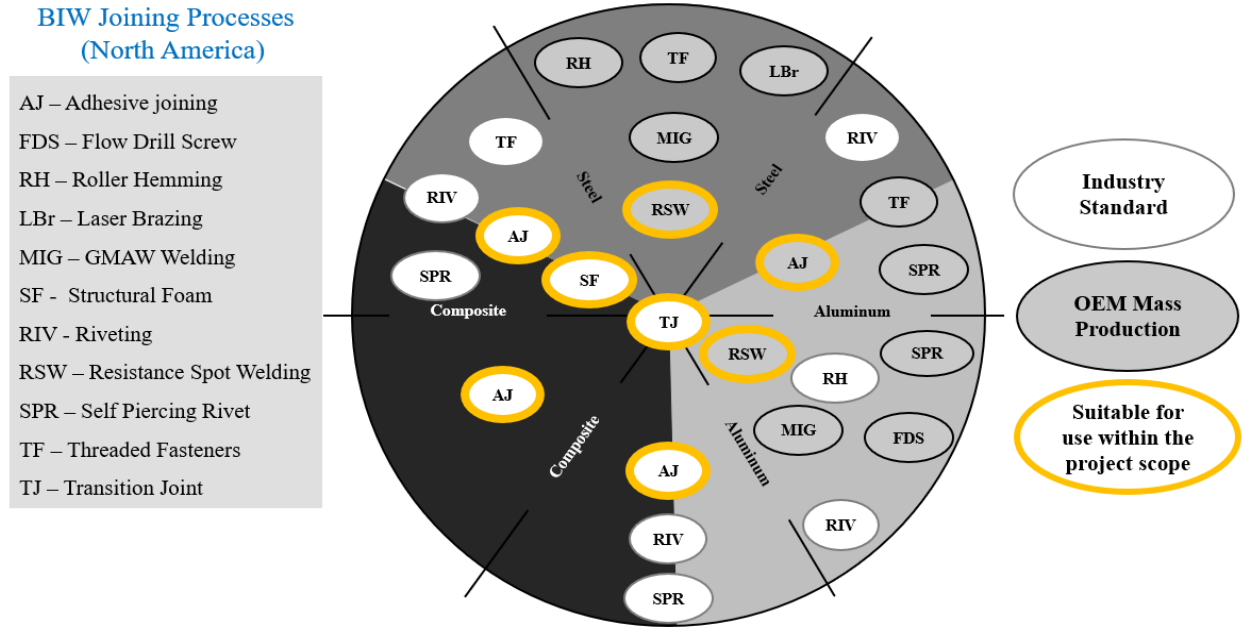 BIW Joining Processes
(North America)
AJ – Adhesive joining
FDS – Flow Drill Screw
RH – Roller Hemming
LBr – Laser Brazing
MIG – GMAW Welding
SF -  Structural Foam
RIV - Riveting
RSW – Resistance Spot Welding
SPR – Self Piercing Rivet
TF – Threaded Fasteners
TJ – Transition Joint
RH
TF
LBr
TF
MIG
RIV
Steel
Steel
RIV
RSW
TF
AJ
AJ
SPR
SF
SPR
Composite
TJ
Aluminum
RSW
SPR
RH
AJ
MIG
FDS
Composite
Aluminum
AJ
RIV
RIV
SPR
Industry
Standard
OEM Mass
Production
Suitable for
use within the
project scope